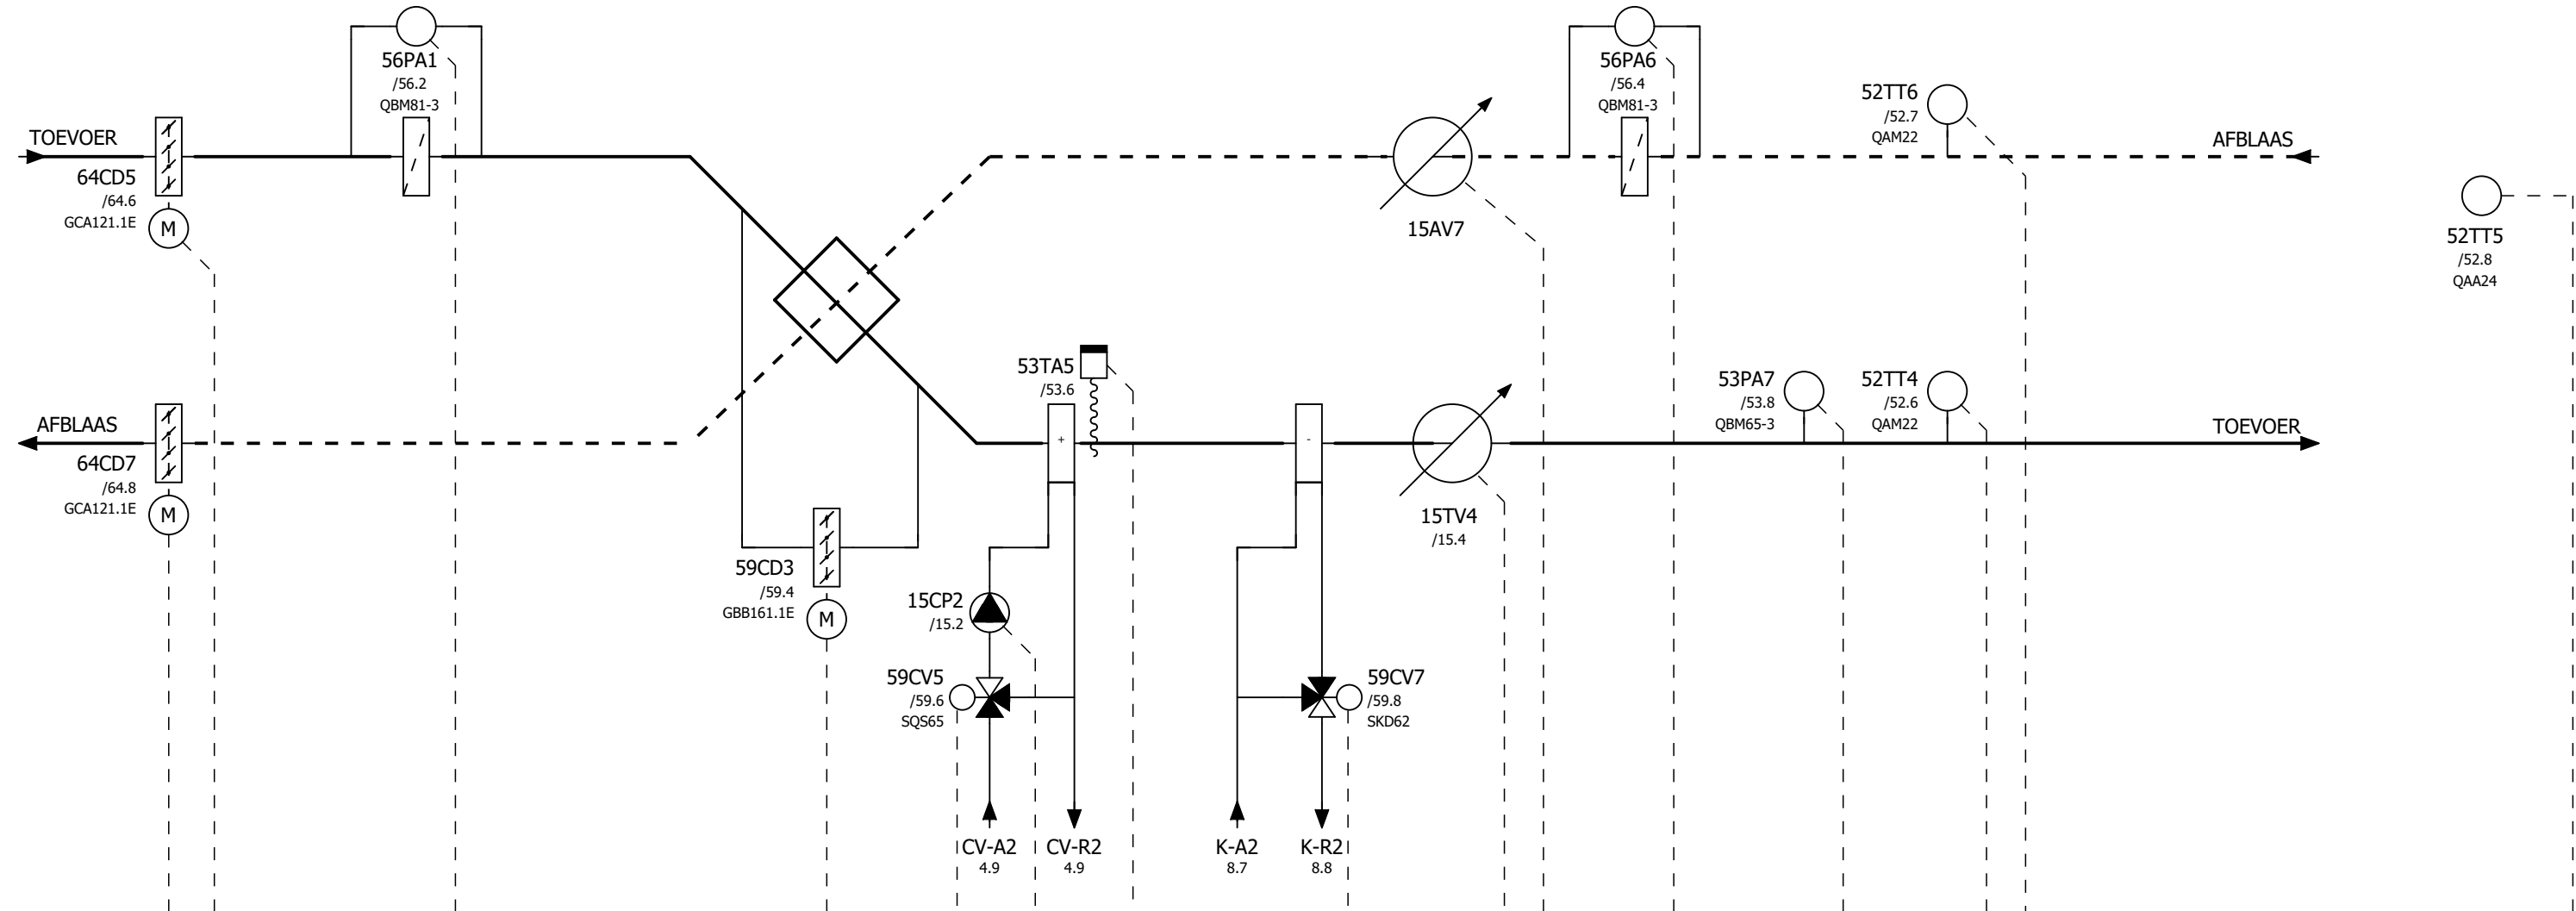 56PA1
/56.2
QBM81-3
56PA6
/56.4
QBM81-3
52TT6
/52.7
QAM22
TOEVOER
AFBLAAS
64CD5
/64.6
GCA121.1E
M
15AV7
52TT5
/52.8
QAA24
53TA5
/53.6
53PA7
/53.8
QBM65-3
52TT4
/52.6
QAM22
AFBLAAS
TOEVOER
+
-
64CD7
/64.8
GCA121.1E
M
15TV4
/15.4
59CD3
/59.4
GBB161.1E
M
15CP2
/15.2
59CV5
/59.6
SQS65
59CV7
/59.8
SKD62
CV-A2
4.9
CV-R2
4.9
K-A2
8.7
K-R2
8.8